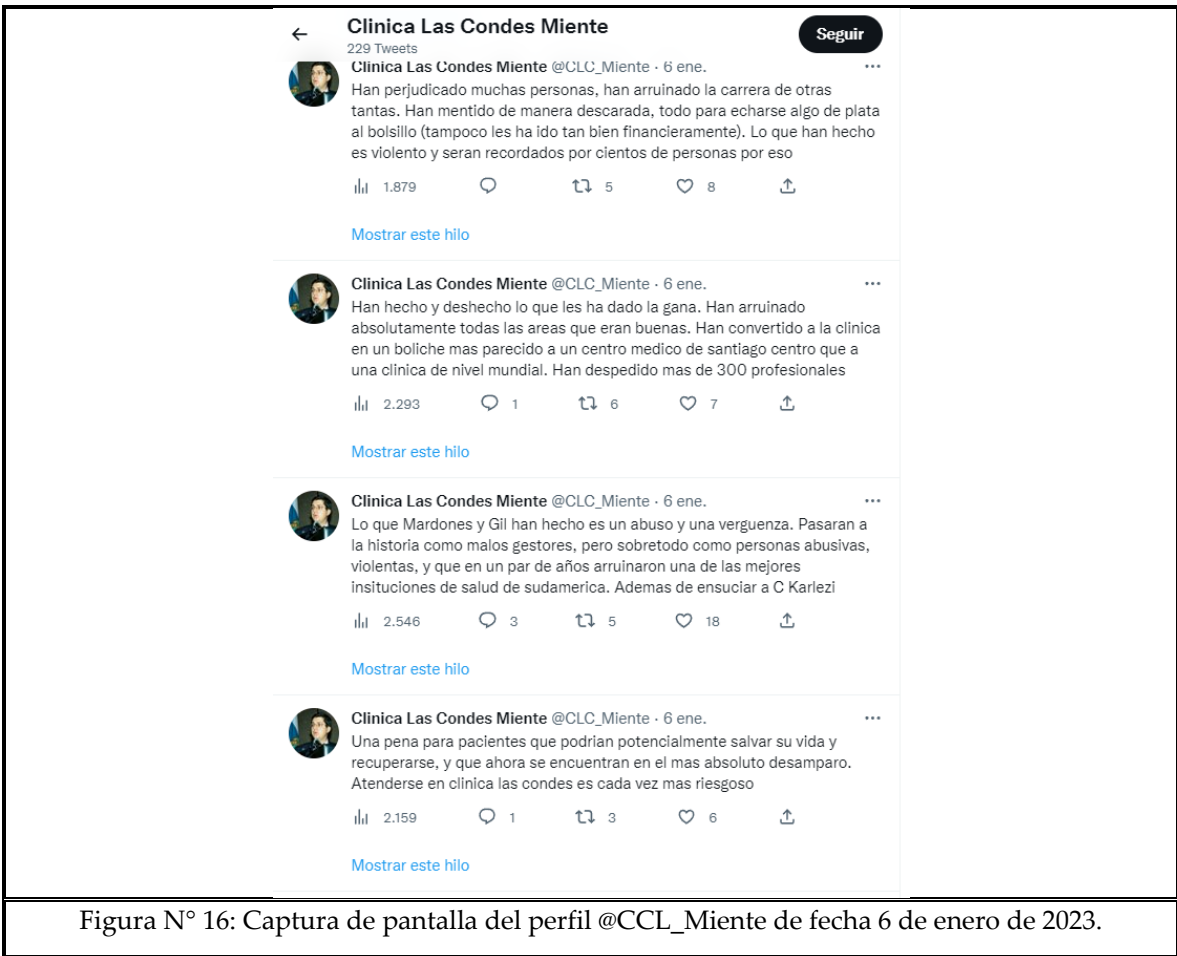 Clinica Las Condes Miente
Seguir
229 Tweets
Clinica Las Condes Miente @CLC_Miente · 6 ene.
Han perjudicado muchas personas, han arruinado la carrera de otras
tantas. Han mentido de manera descarada, todo para echarse algo de plata
al bolsillo (tampoco les ha ido tan bien financieramente). Lo que han hecho
es violento y seran recordados por cientos de personas por eso
1.879 5 8
Mostrar este hilo
Clinica Las Condes Miente @CLC_Miente · 6 ene.
Han hecho y deshecho lo que les ha dado la gana. Han arruinado
absolutamente todas las areas que eran buenas. Han convertido a la clinica
en un boliche mas parecido a un centro medico de santiago centro que a
una clinica de nivel mundial. Han despedido mas de 300 profesionales
2.293 1 6 7
Mostrar este hilo
Clinica Las Condes Miente @CLC_Miente · 6 ene.
Lo que Mardones y Gil han hecho es un abuso y una verguenza. Pasaran a
la historia como malos gestores, pero sobretodo como personas abusivas,
violentas, y que en un par de años arruinaron una de las mejores
insituciones de salud de sudamerica. Ademas de ensuciar a C Karlezi
2.546 3 5 18
Mostrar este hilo
Clinica Las Condes Miente @CLC_Miente · 6 ene.
Una pena para pacientes que podrian potencialmente salvar su vida y
recuperarse, y que ahora se encuentran en el mas absoluto desamparo.
Atenderse en clinica las condes es cada vez mas riesgoso
2.159 1 3 6
Mostrar este hilo
Figura N° 16: Captura de pantalla del perfil @CCL_Miente de fecha 6 de enero de 2023.